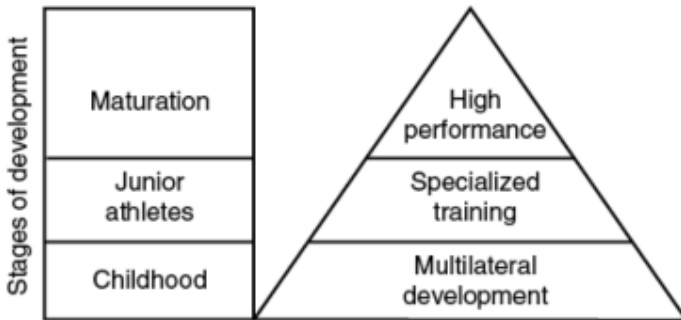 Stages of development
Maturation
Junior
athletes
Childhood
High
performance
Specialized
training
Multilateral
development